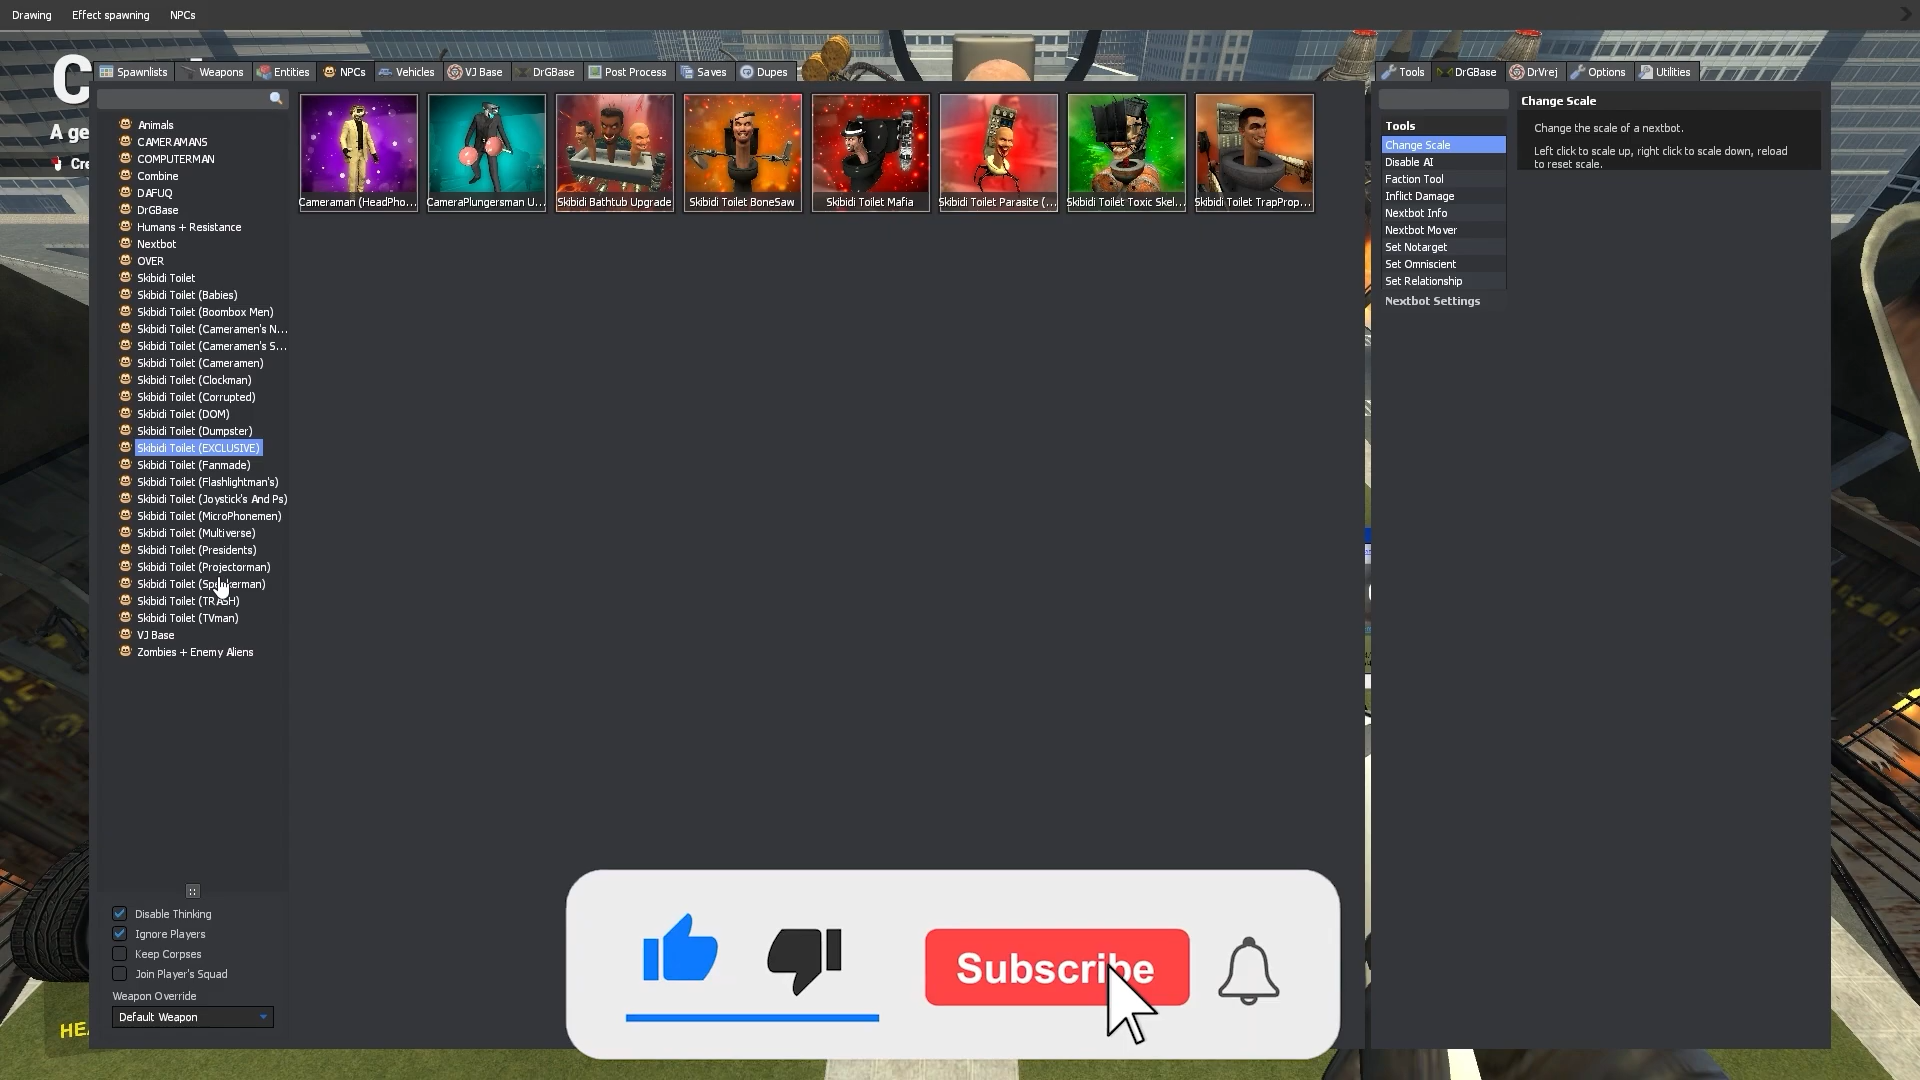 Drawing Effect spawning NPCs
C
A ge
Cre
Spawnlists Weapons Entities NPCs Vehicles VJ Base DrGBase Post Process Saves Dupes
Animals
CAMERAMANS
COMPUTERMAN
Combine
DAFUQ
DrGBase
Humans + Resistance
Nextbot
OVER
Skibidi Toilet
Skibidi Toilet (Babies)
Skibidi Toilet (Boombox Men)
Skibidi Toilet (Cameramen's N...
Skibidi Toilet (Cameramen's S...
Skibidi Toilet (Cameramen)
Skibidi Toilet (Clockman)
Skibidi Toilet (Corrupted)
Skibidi Toilet (DOM)
Skibidi Toilet (Dumpster)
Skibidi Toilet (EXCLUSIVE)
Skibidi Toilet (Fanmade)
Skibidi Toilet (Flashlightman's)
Skibidi Toilet (Joystick's And Ps)
Skibidi Toilet (MicroPhonemen)
Skibidi Toilet (Multiverse)
Skibidi Toilet (Presidents)
Skibidi Toilet (Projectorman)
Skibidi Toilet (Speakerman)
Skibidi Toilet (TRASH)
Skibidi Toilet (TVman)
VJ Base
Zombies + Enemy Aliens
Disable Thinking
Ignore Players
Keep Corpses
Join Player's Squad
Weapon Override
Default Weapon
HEA
Cameraman (HeadPho...
CameraPlungersman U...
Skibidi Bathtub Upgrade
Skibidi Toilet BoneSaw
Skibidi Toilet Mafia
Skibidi Toilet Parasite (...
Skibidi Toilet Toxic Skel...
Skibidi Toilet TrapProp...
Subscribe
Tools DrGBase DrVrej Options Utilities
Tools
Change Scale
Disable AI
Faction Tool
Inflict Damage
Nextbot Info
Nextbot Mover
Set Notarget
Set Omniscient
Set Relationship
Nextbot Settings
Change Scale
Change the scale of a nextbot.
Left click to scale up, right click to scale down, reload
to reset scale.